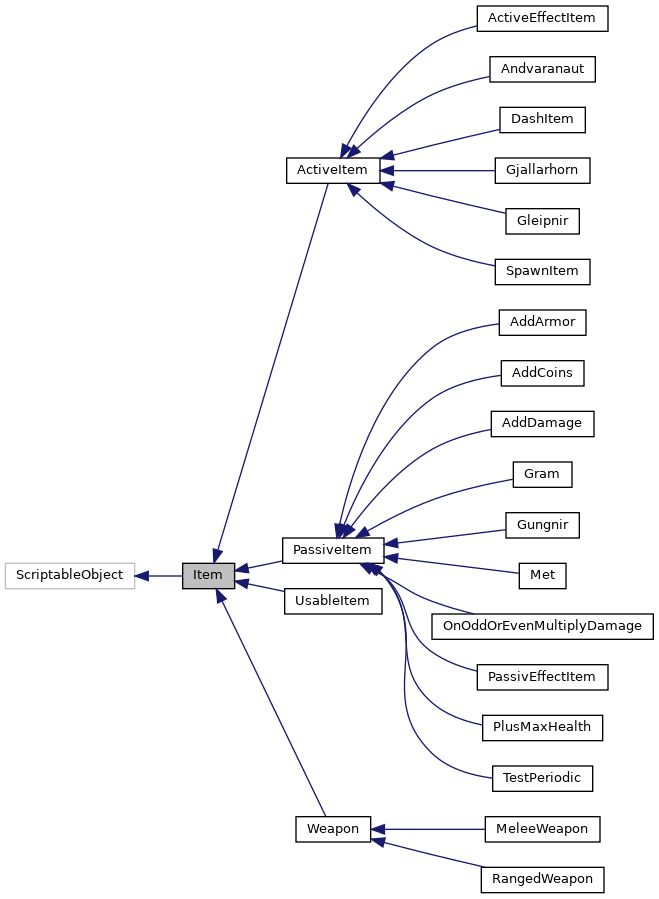 ActiveEffectItem
Andvaranaut
DashItem
ActiveItem
Gjallarhorn
Gleipnir
SpawnItem
AddArmor
AddCoins
AddDamage
Gram
Gungnir
PassiveItem
ScriptableObject
Item
Met
UsableItem
OnOddOrEvenMultiplyDamage
PassivEffectItem
PlusMaxHealth
TestPeriodic
Weapon
MeleeWeapon
RangedWeapon